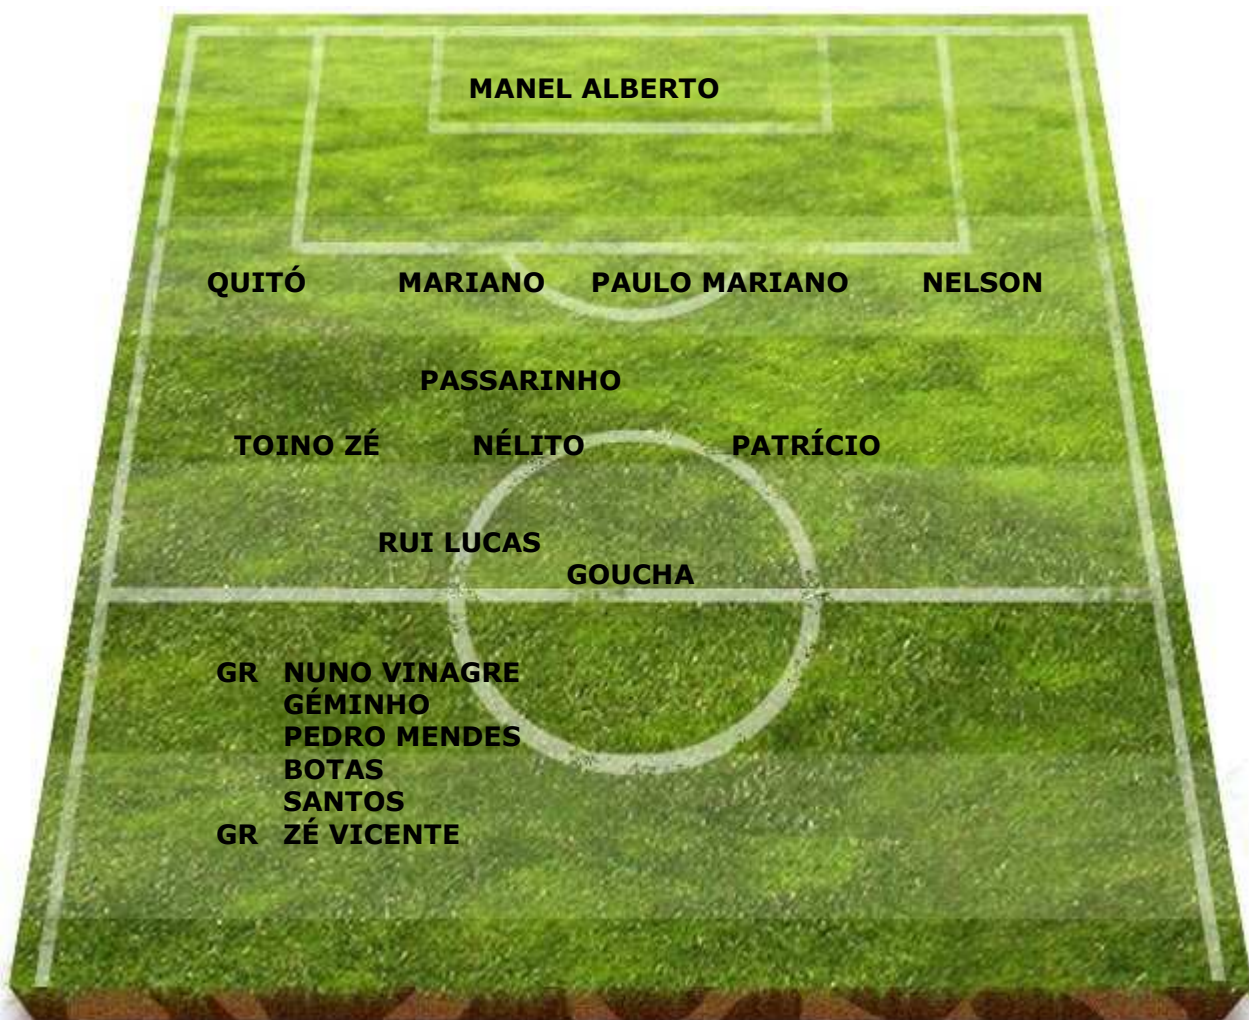 MANEL ALBERTO
QUITÓ MARIANO PAULO MARIANO NELSON
PASSARINHO
TOINO ZÉ NÉLITO PATRÍCIO
RUI LUCAS
GOUCHA
GR NUNO VINAGRE
GÉMINHO
PEDRO MENDES
BOTAS
SANTOS
GR ZÉ VICENTE